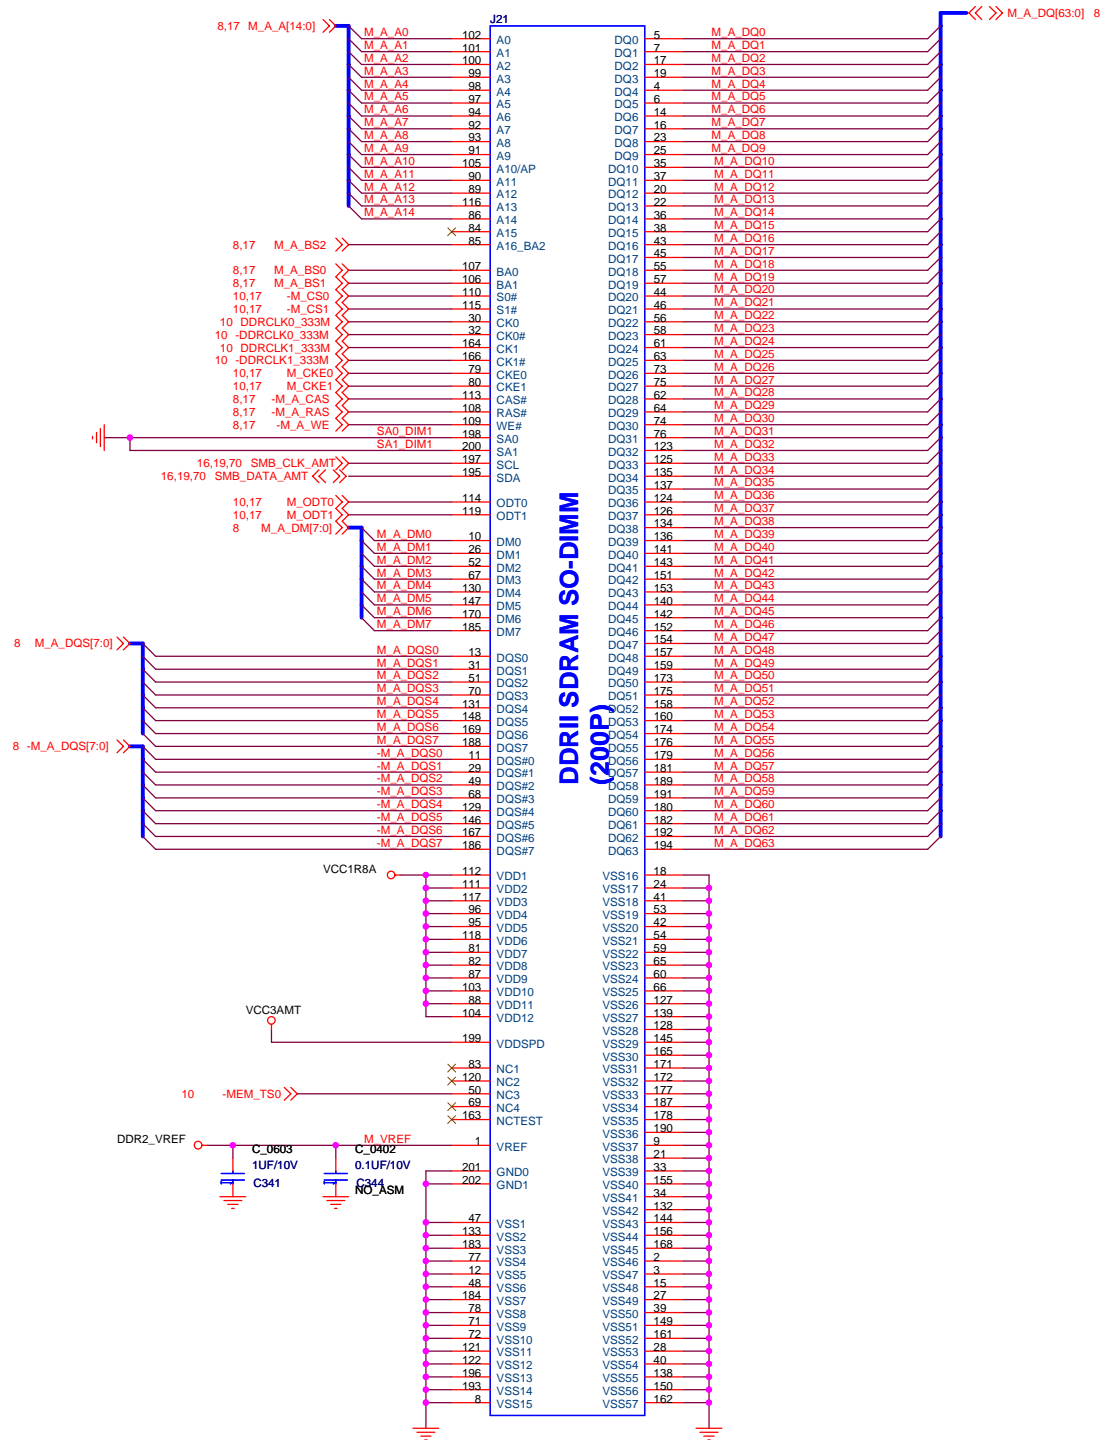 J21
8,17 M_A_A[14:0]
M_A_A0 102 A0
M_A_A1 101 A1
M_A_A2 100 A2
M_A_A3 99 A3
M_A_A4 98 A4
M_A_A5 97 A5
M_A_A6 94 A6
M_A_A7 92 A7
M_A_A8 93 A8
M_A_A9 91 A9
M_A_A10 105 A10/AP
M_A_A11 90 A11
M_A_A12 89 A12
M_A_A13 116 A13
M_A_A14 86 A14
84 A15
8,17 M_A_BS2 85 A16_BA2
8,17 M_A_BS0 107 BA0
8,17 M_A_BS1 106 BA1
10,17 -M_CS0 110 S0#
10,17 -M_CS1 115 S1#
10 DDRCLK0_333M 30 CK0
10 -DDRCLK0_333M 32 CK0#
10 DDRCLK1_333M 164 CK1
10 -DDRCLK1_333M 166 CK1#
10,17 M_CKE0 79 CKE0
10,17 M_CKE1 80 CKE1
8,17 -M_A_CAS 113 CAS#
8,17 -M_A_RAS 108 RAS#
8,17 -M_A_WE 109 WE#
SA0_DIM1 198 SA0
SA1_DIM1 200 SA1
16,19,70 SMB_CLK_AMT 197 SCL
16,19,70 SMB_DATA_AMT 195 SDA
10,17 M_ODT0 114 ODT0
10,17 M_ODT1 119 ODT1
8 M_A_DM[7:0]
M_A_DM0 10 DM0
M_A_DM1 26 DM1
M_A_DM2 52 DM2
M_A_DM3 67 DM3
M_A_DM4 130 DM4
M_A_DM5 147 DM5
M_A_DM6 170 DM6
M_A_DM7 185 DM7
8 M_A_DQS[7:0]
M_A_DQS0 13 DQS0
M_A_DQS1 31 DQS1
M_A_DQS2 51 DQS2
M_A_DQS3 70 DQS3
M_A_DQS4 131 DQS4
M_A_DQS5 148 DQS5
M_A_DQS6 169 DQS6
M_A_DQS7 188 DQS7
8 -M_A_DQS[7:0]
-M_A_DQS0 11 DQS#0
-M_A_DQS1 29 DQS#1
-M_A_DQS2 49 DQS#2
-M_A_DQS3 68 DQS#3
-M_A_DQS4 129 DQS#4
-M_A_DQS5 146 DQS#5
-M_A_DQS6 167 DQS#6
-M_A_DQS7 186 DQS#7
VCC1R8A
112 VDD1
111 VDD2
117 VDD3
96 VDD4
95 VDD5
118 VDD6
81 VDD7
82 VDD8
87 VDD9
103 VDD10
88 VDD11
104 VDD12
VCC3AMT
199 VDDSPD
83 NC1
120 NC2
10 -MEM_TS0 50 NC3
69 NC4
163 NCTEST
DDR2_VREF M_VREF 1 VREF
C_0603
1UF/10V
C341
C_0402
0.1UF/10V
C344
NO_ASM
201 GND0
202 GND1
47 VSS1
133 VSS2
183 VSS3
77 VSS4
12 VSS5
48 VSS6
184 VSS7
78 VSS8
71 VSS9
72 VSS10
121 VSS11
122 VSS12
196 VSS13
193 VSS14
8 VSS15
DDRII SDRAM SO-DIMM
(200P)
M_A_DQ[63:0] 8
DQ0 5 M_A_DQ0
DQ1 7 M_A_DQ1
DQ2 17 M_A_DQ2
DQ3 19 M_A_DQ3
DQ4 4 M_A_DQ4
DQ5 6 M_A_DQ5
DQ6 14 M_A_DQ6
DQ7 16 M_A_DQ7
DQ8 23 M_A_DQ8
DQ9 25 M_A_DQ9
DQ10 35 M_A_DQ10
DQ11 37 M_A_DQ11
DQ12 20 M_A_DQ12
DQ13 22 M_A_DQ13
DQ14 36 M_A_DQ14
DQ15 38 M_A_DQ15
DQ16 43 M_A_DQ16
DQ17 45 M_A_DQ17
DQ18 55 M_A_DQ18
DQ19 57 M_A_DQ19
DQ20 44 M_A_DQ20
DQ21 46 M_A_DQ21
DQ22 56 M_A_DQ22
DQ23 58 M_A_DQ23
DQ24 61 M_A_DQ24
DQ25 63 M_A_DQ25
DQ26 73 M_A_DQ26
DQ27 75 M_A_DQ27
DQ28 62 M_A_DQ28
DQ29 64 M_A_DQ29
DQ30 74 M_A_DQ30
DQ31 76 M_A_DQ31
DQ32 123 M_A_DQ32
DQ33 125 M_A_DQ33
DQ34 135 M_A_DQ34
DQ35 137 M_A_DQ35
DQ36 124 M_A_DQ36
DQ37 126 M_A_DQ37
DQ38 134 M_A_DQ38
DQ39 136 M_A_DQ39
DQ40 141 M_A_DQ40
DQ41 143 M_A_DQ41
DQ42 151 M_A_DQ42
DQ43 153 M_A_DQ43
DQ44 140 M_A_DQ44
DQ45 142 M_A_DQ45
DQ46 152 M_A_DQ46
DQ47 154 M_A_DQ47
DQ48 157 M_A_DQ48
DQ49 159 M_A_DQ49
DQ50 173 M_A_DQ50
DQ51 175 M_A_DQ51
DQ52 158 M_A_DQ52
DQ53 160 M_A_DQ53
DQ54 174 M_A_DQ54
DQ55 176 M_A_DQ55
DQ56 179 M_A_DQ56
DQ57 181 M_A_DQ57
DQ58 189 M_A_DQ58
DQ59 191 M_A_DQ59
DQ60 180 M_A_DQ60
DQ61 182 M_A_DQ61
DQ62 192 M_A_DQ62
DQ63 194 M_A_DQ63
VSS16 18
VSS17 24
VSS18 41
VSS19 53
VSS20 42
VSS21 54
VSS22 59
VSS23 65
VSS24 60
VSS25 66
VSS26 127
VSS27 139
VSS28 128
VSS29 145
VSS30 165
VSS31 171
VSS32 172
VSS33 177
VSS34 187
VSS35 178
VSS36 190
VSS37 9
VSS38 21
VSS39 33
VSS40 155
VSS41 34
VSS42 132
VSS43 144
VSS44 156
VSS45 168
VSS46 2
VSS47 3
VSS48 15
VSS49 27
VSS50 39
VSS51 149
VSS52 161
VSS53 28
VSS54 40
VSS55 138
VSS56 150
VSS57 162